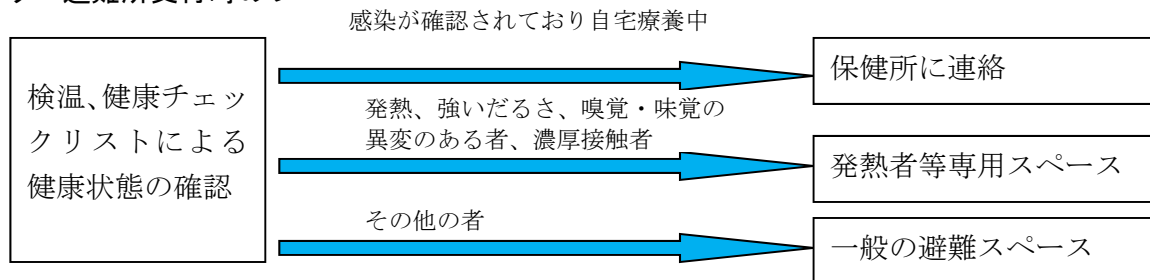 感染が確認されており自宅療養中
検温、健康チェッ
クリストによる
健康状態の確認
保健所に連絡
発熱、強いだるさ、嗅覚・味覚の
異変のある者、濃厚接触者
発熱者等専用スペース
その他の者
一般の避難スペース